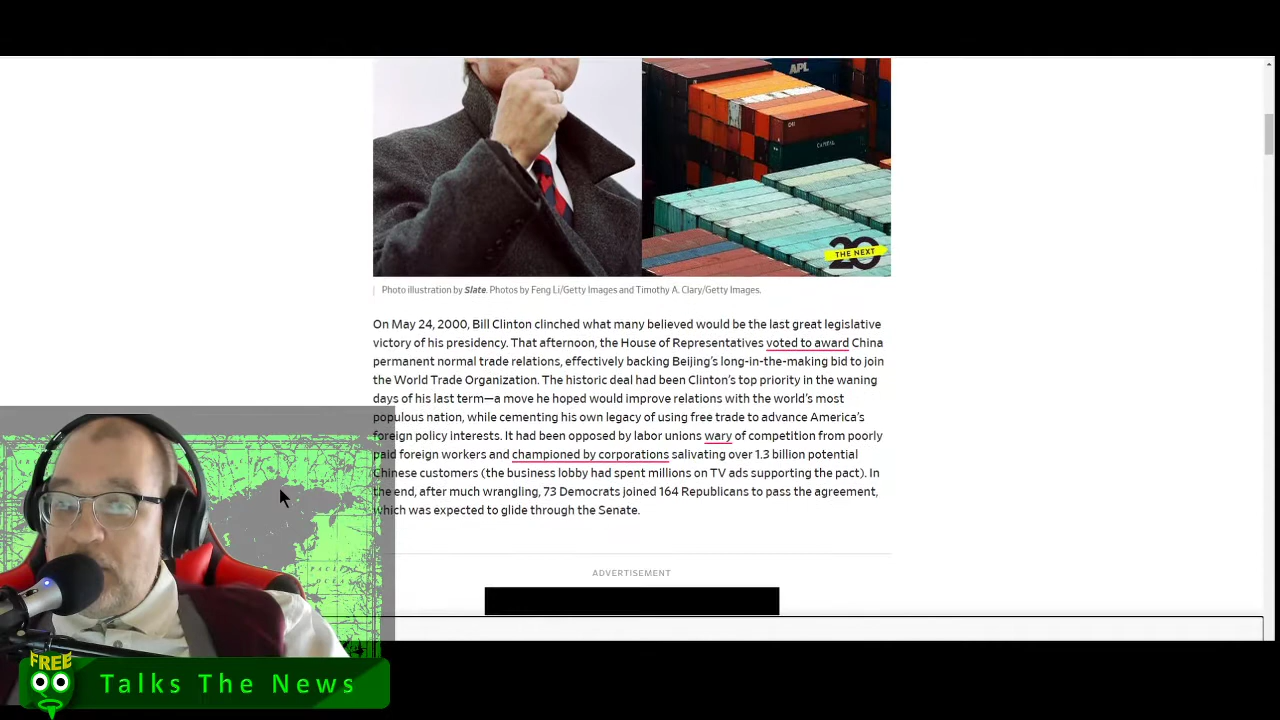 APL
CAPITAL
THE NEXT
20
Photo illustration by Slate. Photos by Feng Li/Getty Images and Timothy A. Clary/Getty Images.
On May 24, 2000, Bill Clinton clinched what many believed would be the last great legislative
victory of his presidency. That afternoon, the House of Representatives voted to award China
permanent normal trade relations, effectively backing Beijing's long-in-the-making bid to join
the World Trade Organization. The historic deal had been Clinton's top priority in the waning
days of his last term—a move he hoped would improve relations with the world's most
populous nation, while cementing his own legacy of using free trade to advance America's
foreign policy interests. It had been opposed by labor unions wary of competition from poorly
paid foreign workers and championed by corporations salivating over 1.3 billion potential
Chinese customers (the business lobby had spent millions on TV ads supporting the pact). In
the end, after much wrangling, 73 Democrats joined 164 Republicans to pass the agreement,
which was expected to glide through the Senate.
ADVERTISEMENT
PACIFIC
OCEAN
FREE
Talks The News